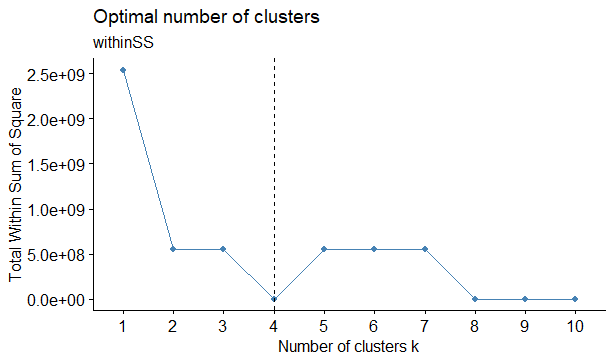 Optimal number of clusters
withinSS
Total Within Sum of Square
2.5e+09
2.0e+09
1.5e+09
1.0e+09
5.0e+08
0.0e+00
1 2 3 4 5 6 7 8 9 10
Number of clusters k